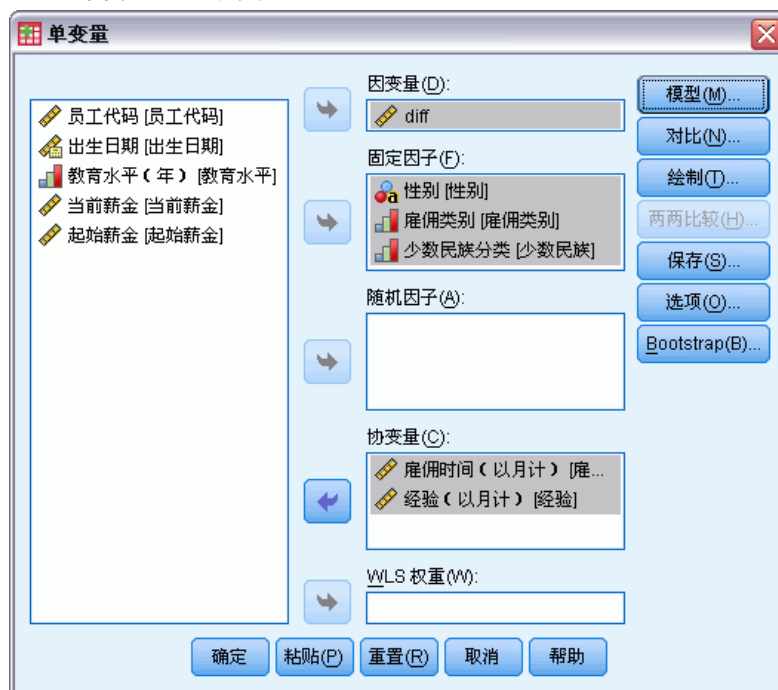 单变量
员工代码 [员工代码]
出生日期 [出生日期]
教育水平（年） [教育水平]
当前薪金 [当前薪金]
起始薪金 [起始薪金]
因变量(D):
diff
固定因子(F):
性别 [性别]
雇佣类别 [雇佣类别]
少数民族分类 [少数民族]
随机因子(A):
协变量(C):
雇佣时间（以月计） [雇...
经验（以月计） [经验]
WLS 权重(W):
模型(M)...
对比(N)...
绘制(T)...
两两比较(H)...
保存(S)...
选项(O)...
Bootstrap(B)...
确定
粘贴(P)
重置(R)
取消
帮助